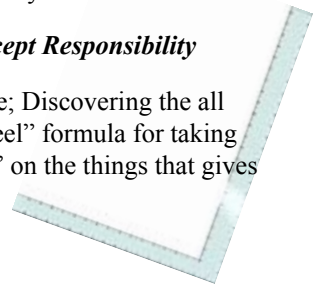 cept Responsibility
e; Discovering the all
eel” formula for taking
’ on the things that gives